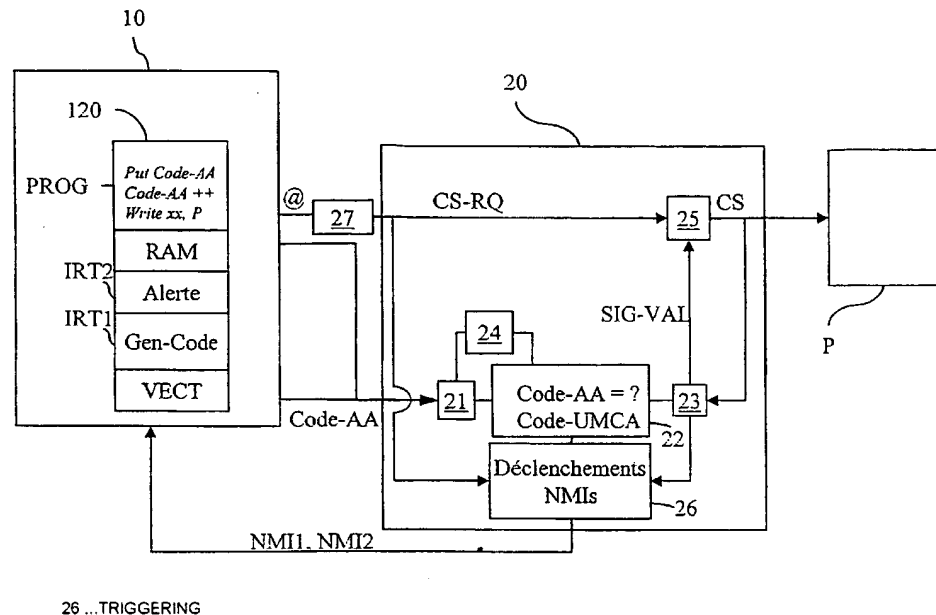 10
20
120
Put Code-AA
Code-AA ++
Write xx, P
PROG
@
27
CS-RQ
25
CS
RAM
IRT2
Alerte
IRT1
Gen-Code
VECT
SIG-VAL
P
24
21
Code-AA = ?
Code-UMCA
22
23
Code-AA
Déclenchements
NMIs
26
NMI1, NMI2
26 ...TRIGGERING